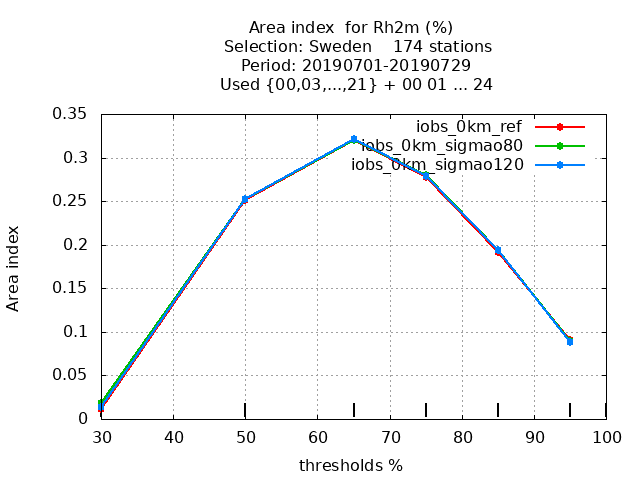 Area index  for Rh2m (%)
Selection: Sweden    174 stations
Period: 20190701-20190729
Used {00,03,...,21} + 00 01 ... 24
iobs_0km_ref
iobs_0km_sigmao80
iobs_0km_sigmao120
0.35
0.3
0.25
0.2
0.15
0.1
0.05
0
Area index
30 40 50 60 70 80 90 100
thresholds %